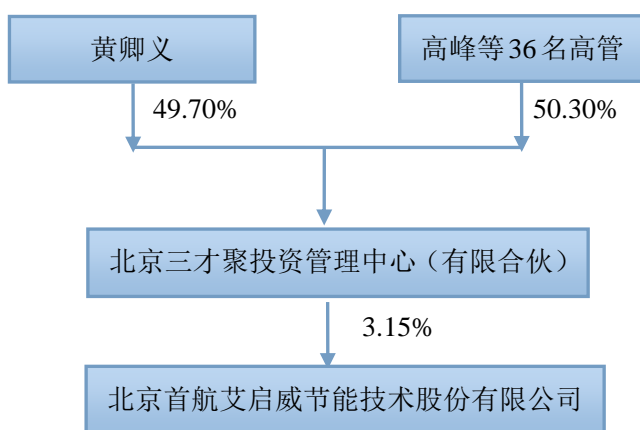 黄卿义
高峰等36名高管
49.70%
50.30%
北京三才聚投资管理中心（有限合伙）
3.15%
北京首航艾启威节能技术股份有限公司